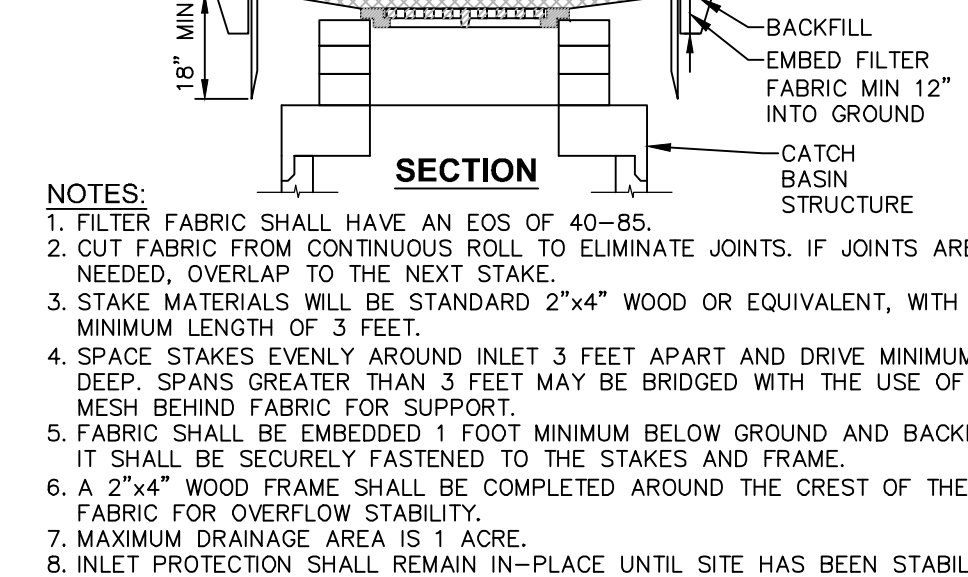 18" MIN
BACKFILL
EMBED FILTER
FABRIC MIN 12"
INTO GROUND
CATCH
BASIN
STRUCTURE
SECTION
NOTES:
1. FILTER FABRIC SHALL HAVE AN EOS OF 40-85.
2. CUT FABRIC FROM CONTINUOUS ROLL TO ELIMINATE JOINTS. IF JOINTS ARE
NEEDED, OVERLAP TO THE NEXT STAKE.
3. STAKE MATERIALS WILL BE STANDARD 2"x4" WOOD OR EQUIVALENT, WITH
MINIMUM LENGTH OF 3 FEET.
4. SPACE STAKES EVENLY AROUND INLET 3 FEET APART AND DRIVE MINIMUM
DEEP. SPANS GREATER THAN 3 FEET MAY BE BRIDGED WITH THE USE OF
MESH BEHIND FABRIC FOR SUPPORT.
5. FABRIC SHALL BE EMBEDDED 1 FOOT MINIMUM BELOW GROUND AND
IT SHALL BE SECURELY FASTENED TO THE STAKES AND FRAME.
6. A 2"x4" WOOD FRAME SHALL BE COMPLETED AROUND THE CREST OF THE
FABRIC FOR OVERFLOW STABILITY.
7. MAXIMUM DRAINAGE AREA IS 1 ACRE.
8. INLET PROTECTION SHALL REMAIN IN-PLACE UNTIL SITE HAS BEEN